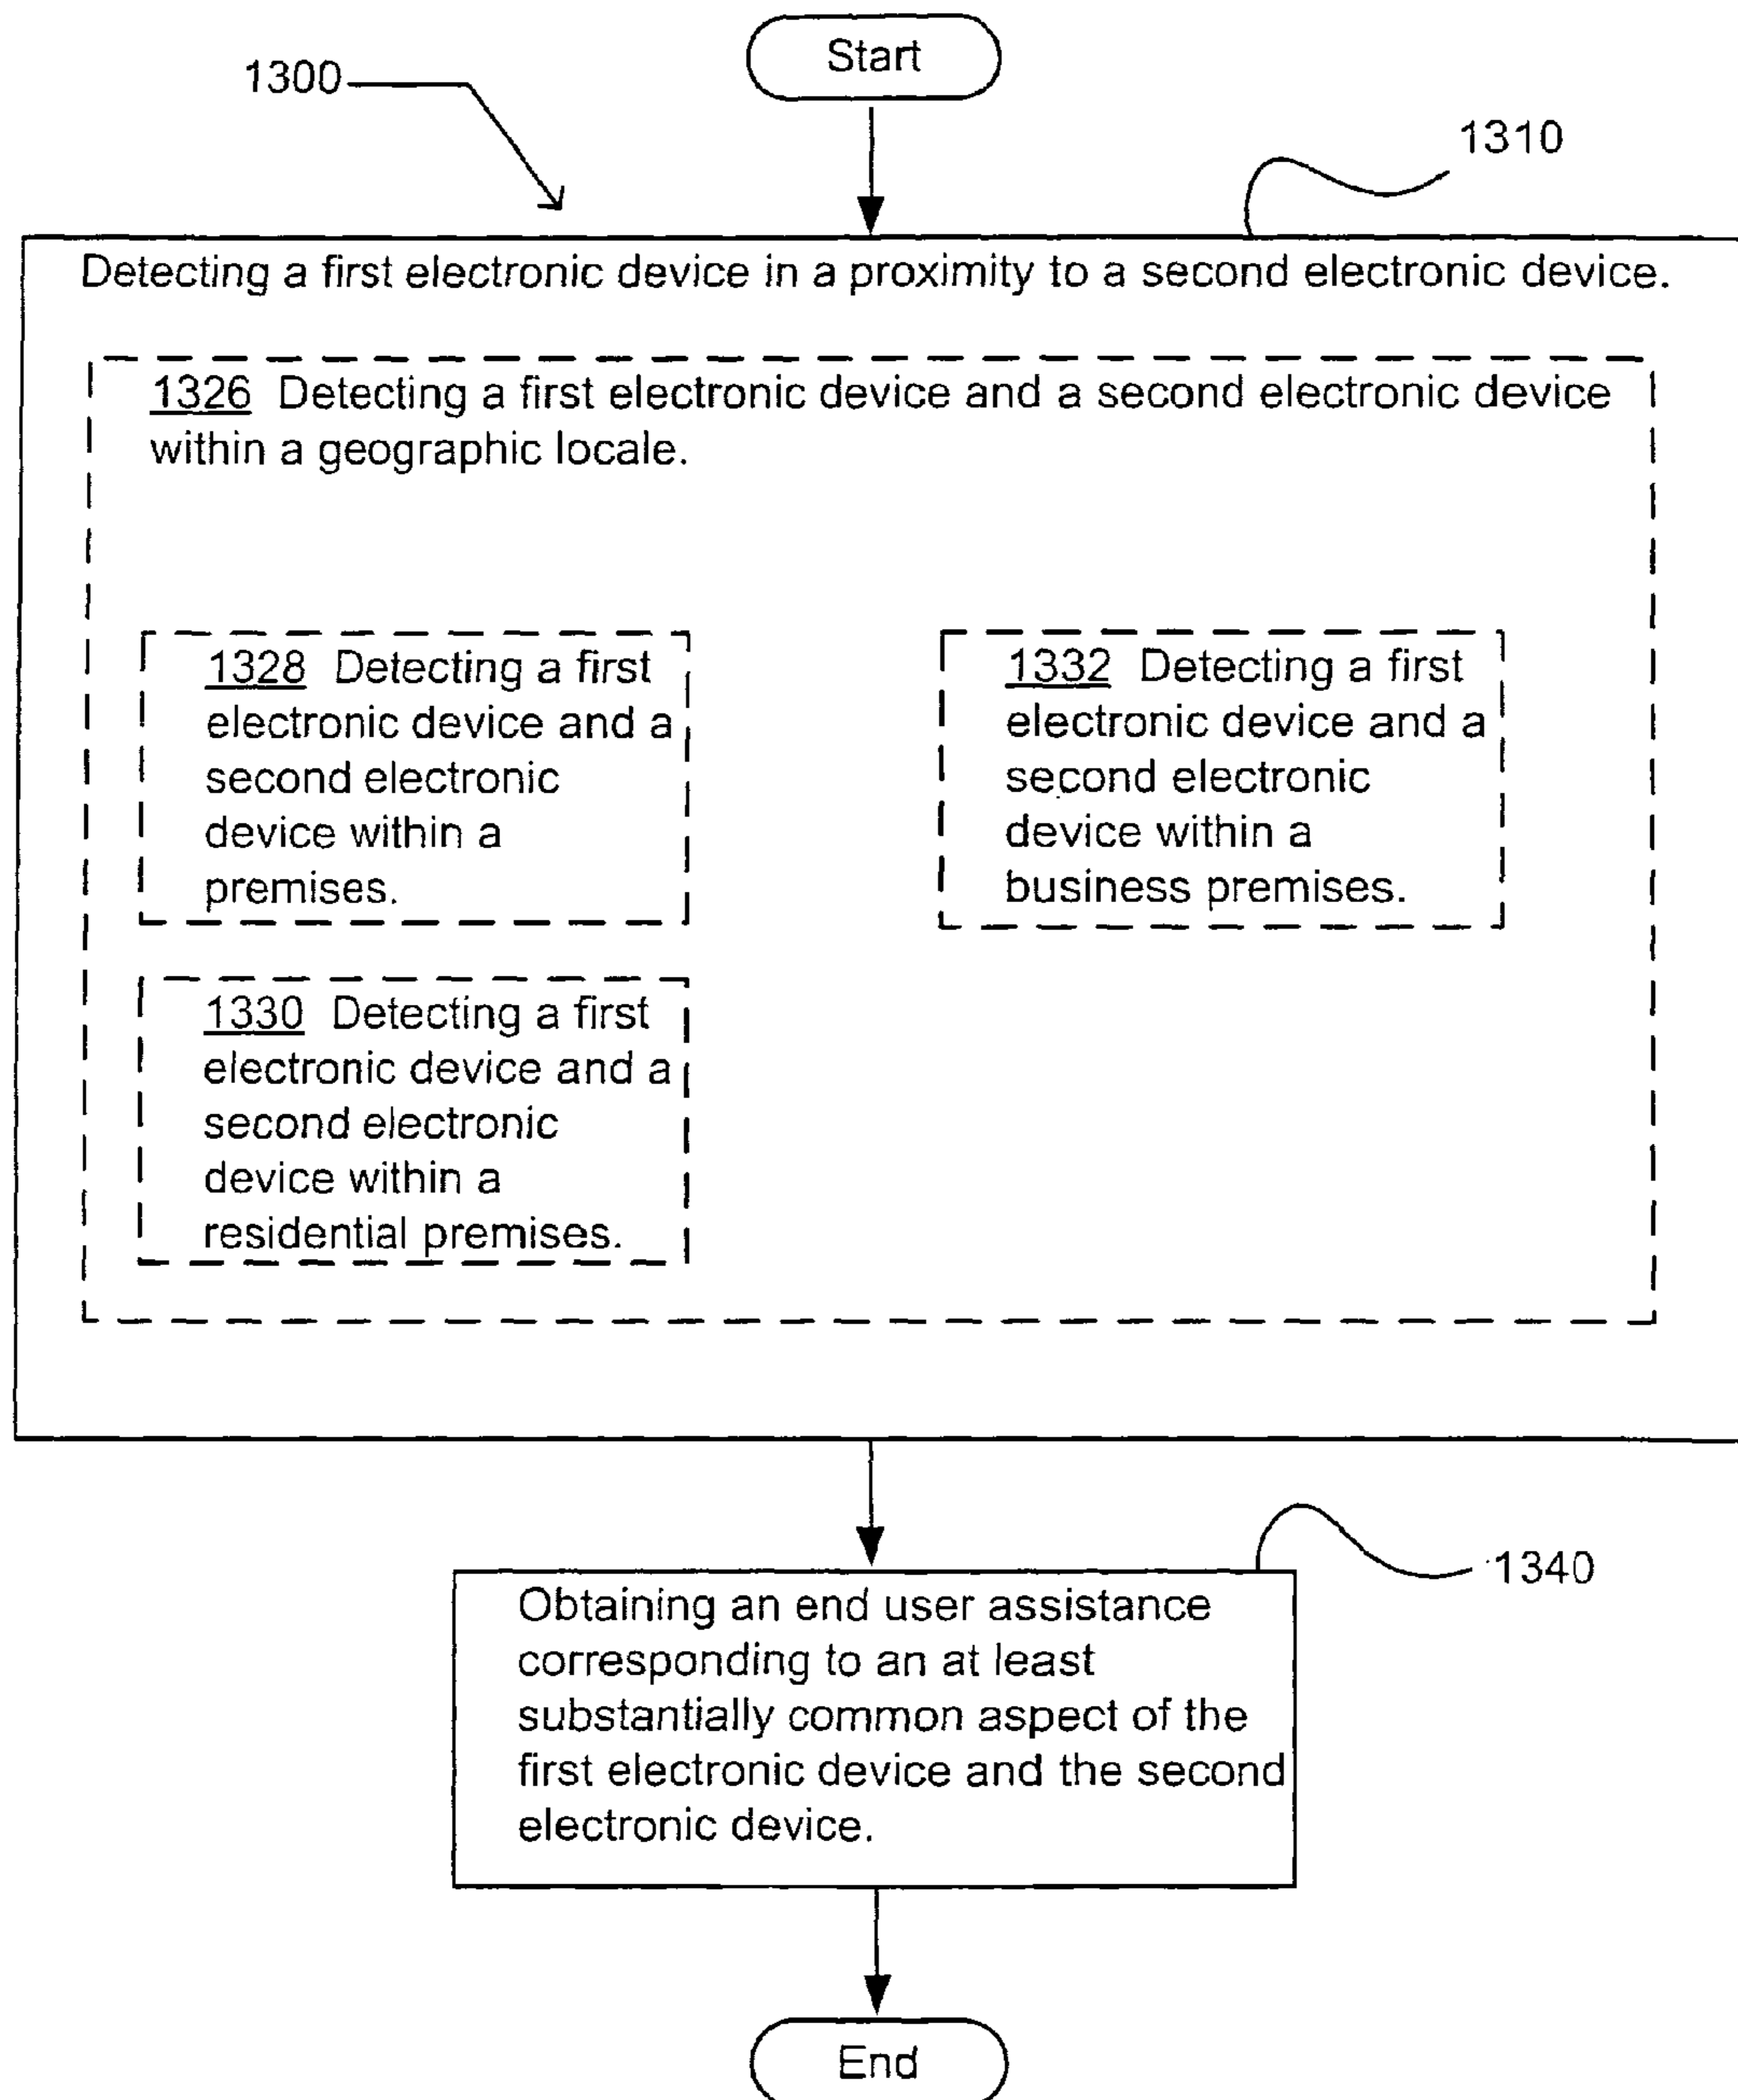 Start
1300
1310
Detecting a first electronic device in a proximity to a second electronic device.
1326 Detecting a first electronic device and a second electronic device
within a geographic locale.
1328 Detecting a first
electronic device and a
second electronic
device within a
premises.
1332 Detecting a first
electronic device and a
second electronic
device within a
business premises.
1330 Detecting a first
electronic device and a
second electronic
device within a
residential premises.
1340
Obtaining an end user assistance
corresponding to an at least
substantially common aspect of the
first electronic device and the second
electronic device.
End